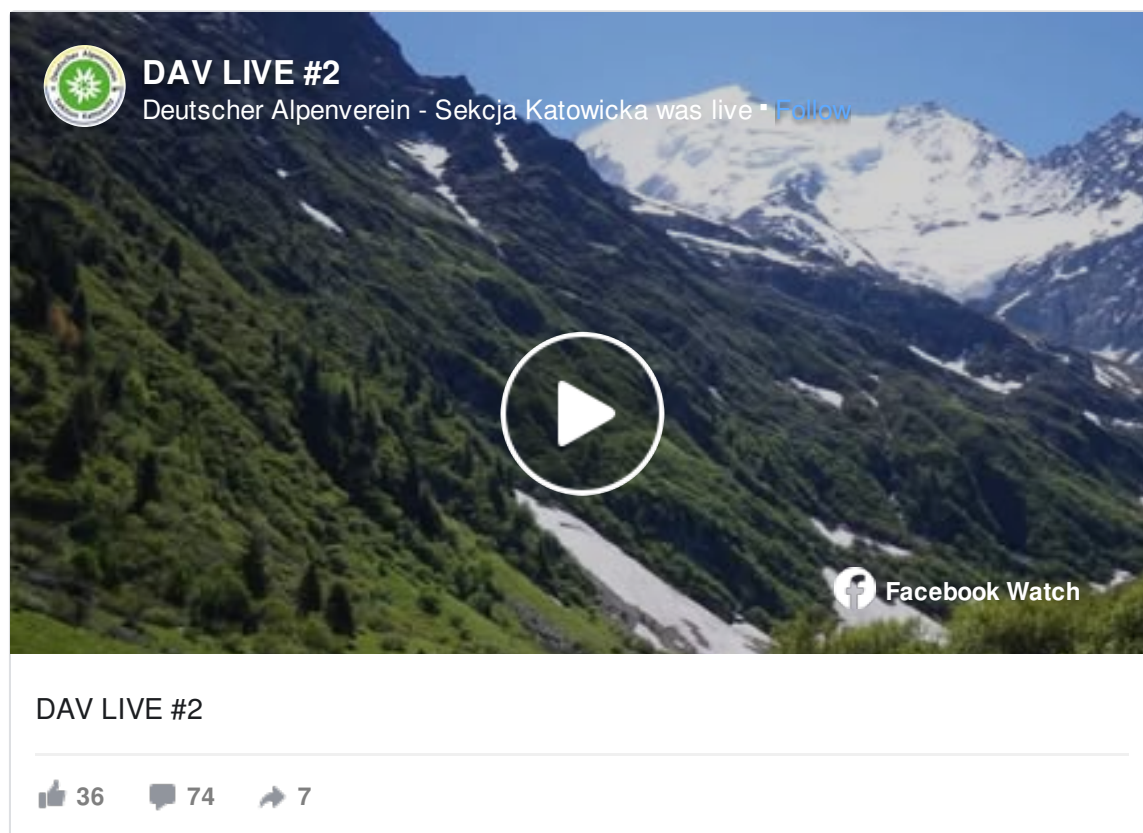 DAV LIVE #2
Deutscher Alpenverein - Sekcja Katowicka was live · Follow
Facebook Watch
DAV LIVE #2
36 74 7